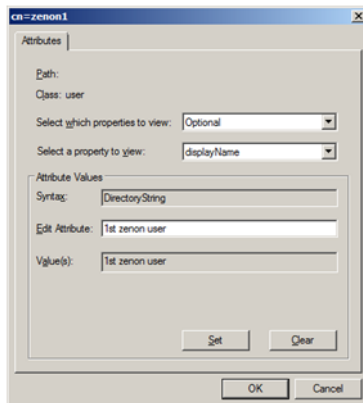 cn=zenon1
Attributes
Path:
Class: user
Select which properties to view: Optional
Select a property to view: displayName
Attribute Values
Syntax: DirectoryString
Edit Attribute: 1st zenon user
Value(s): 1st zenon user
Set Clear
OK Cancel